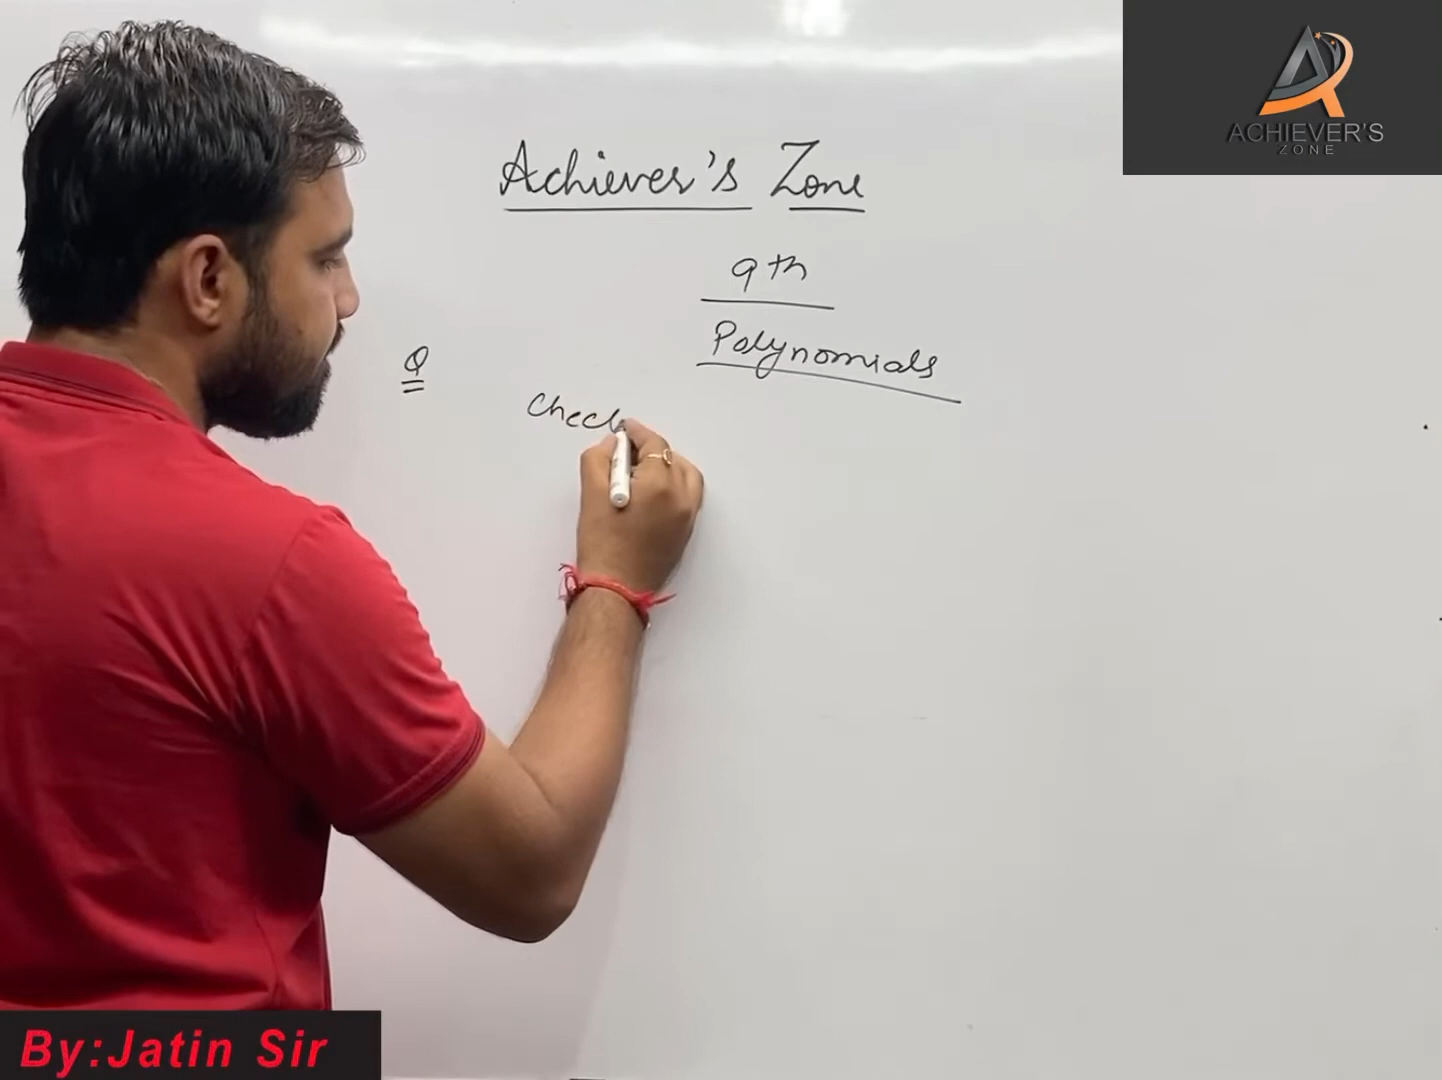 ACHIEVER'S
ZONE
Achiever's Zone
9th
Polynomials
Q
Check
By:Jatin Sir